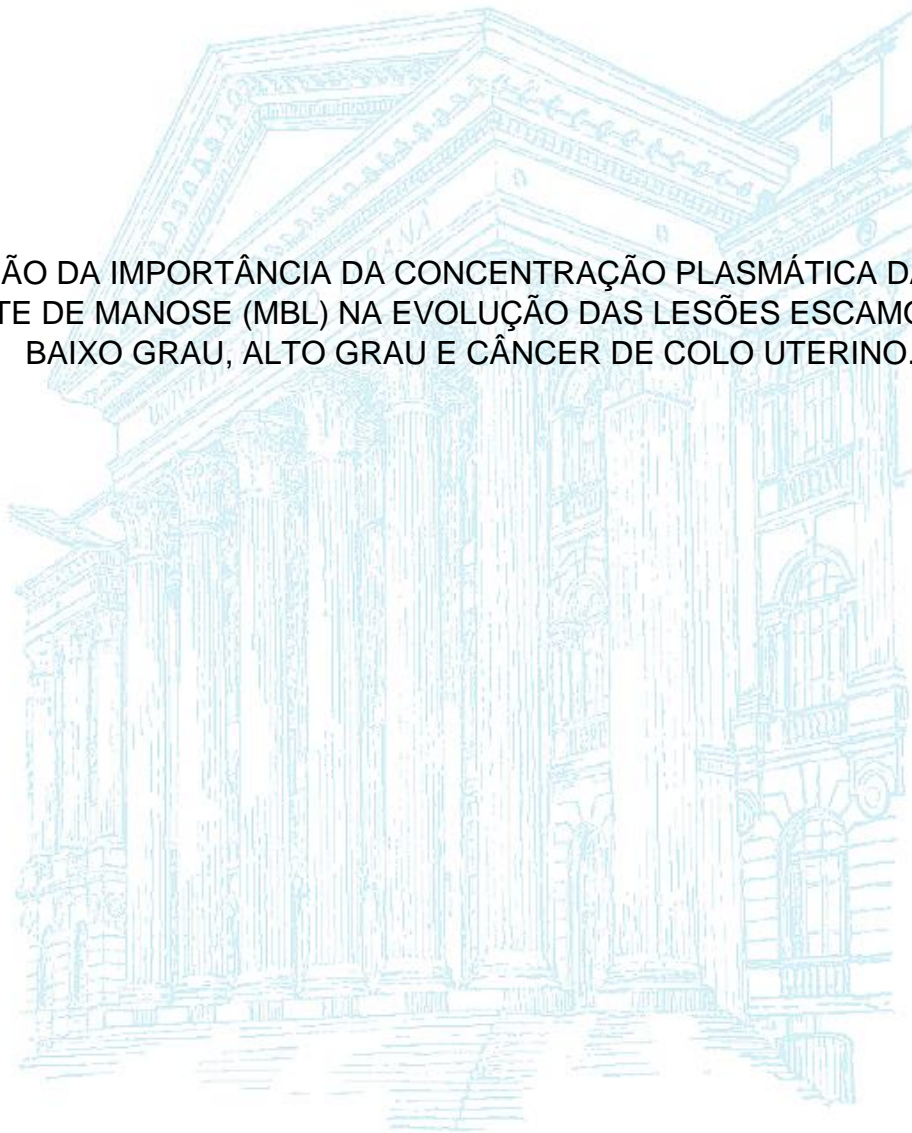 ÃO DA IMPORTÂNCIA DA CONCENTRAÇÃO PLASMÁTICA DA
TE DE MANOSE (MBL) NA EVOLUÇÃO DAS LESÕES ESCAMO
BAIXO GRAU, ALTO GRAU E CÂNCER DE COLO UTERINO.